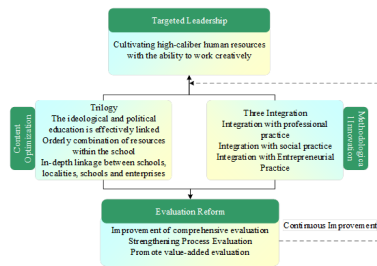 Targeted Leadership
Cultivating high-caliber human resources
with the ability to work creatively
Content
Optimization
Trilogy
The ideological and political
education is effectively linked
Orderly combination of resources
within the school
In-depth linkage between schools,
localities, schools and enterprises
Three Integration
Integration with professional
practice
Integration with social practice
Integration with Entrepreneurial
Practice
Methodological
Innovation
Evaluation Reform
Improvement of comprehensive evaluation
Strengthening Process Evaluation
Promote value-added evaluation
Continuous Improvement